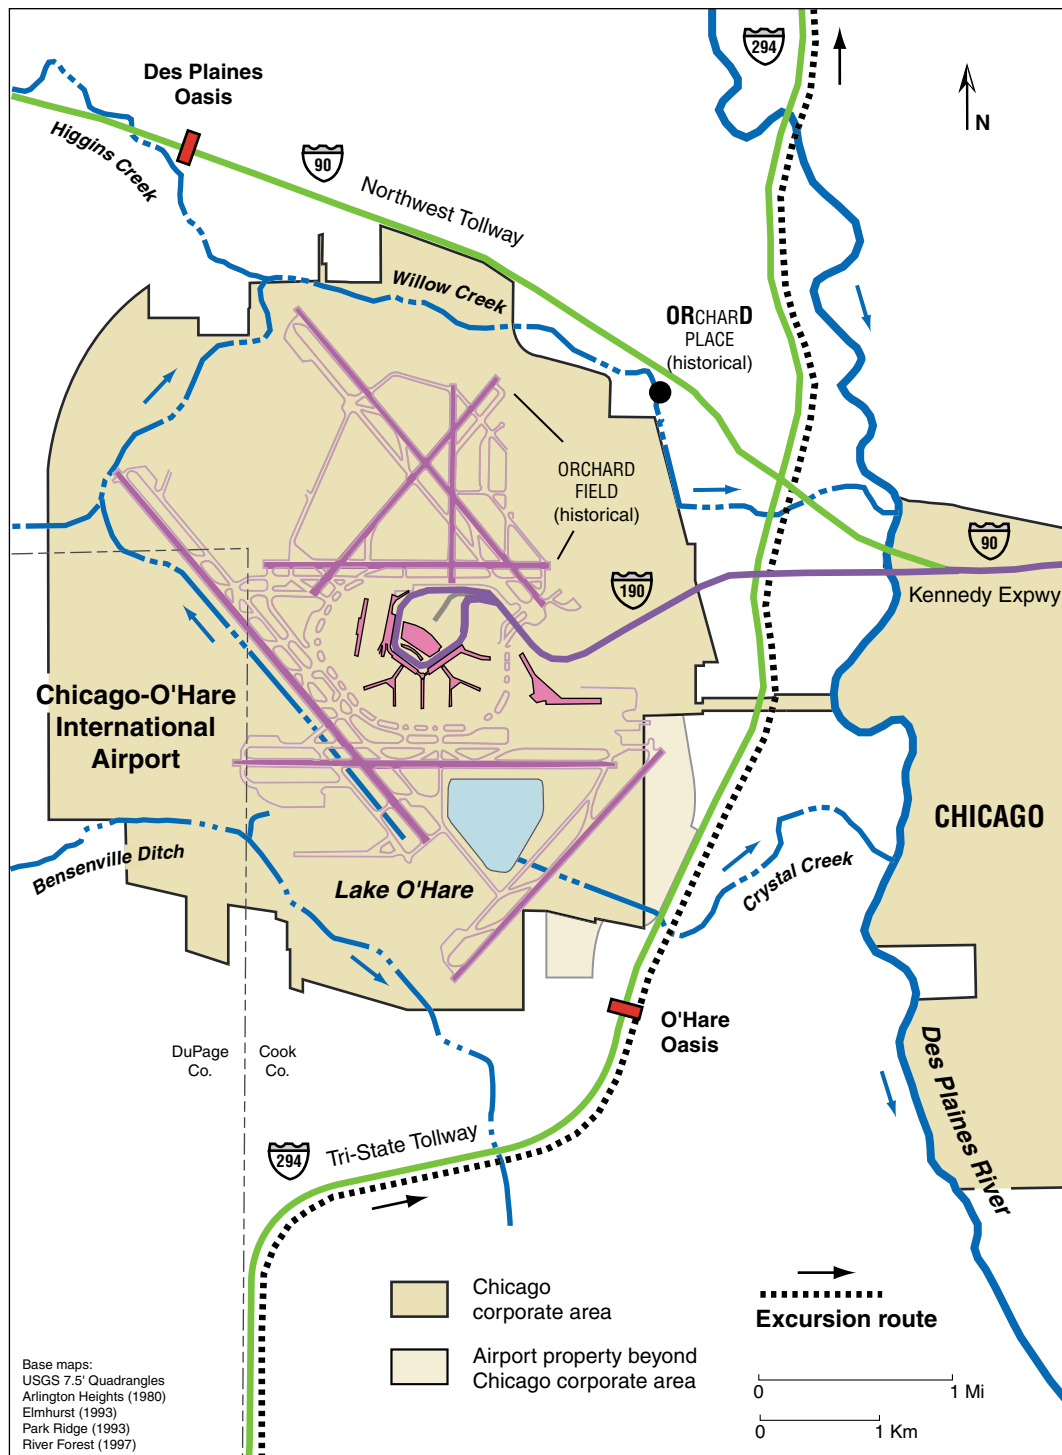 294
N
Des Plaines
Oasis
Higgins Creek
90
Northwest Tollway
Willow Creek
ORCHARD
PLACE
(historical)
ORCHARD
FIELD
(historical)
90
190
Kennedy Expwy
Chicago-O'Hare
International
Airport
CHICAGO
Bensenville Ditch
Lake O'Hare
Crystal Creek
O'Hare
Oasis
DuPage
Co.
Cook
Co.
Des Plaines River
294
Tri-State Tollway
Chicago
corporate area
Excursion route
Airport property beyond
Chicago corporate area
0 1 Mi
0 1 Km
Base maps:
USGS 7.5' Quadrangles
Arlington Heights (1980)
Elmhurst (1993)
Park Ridge (1993)
River Forest (1997)